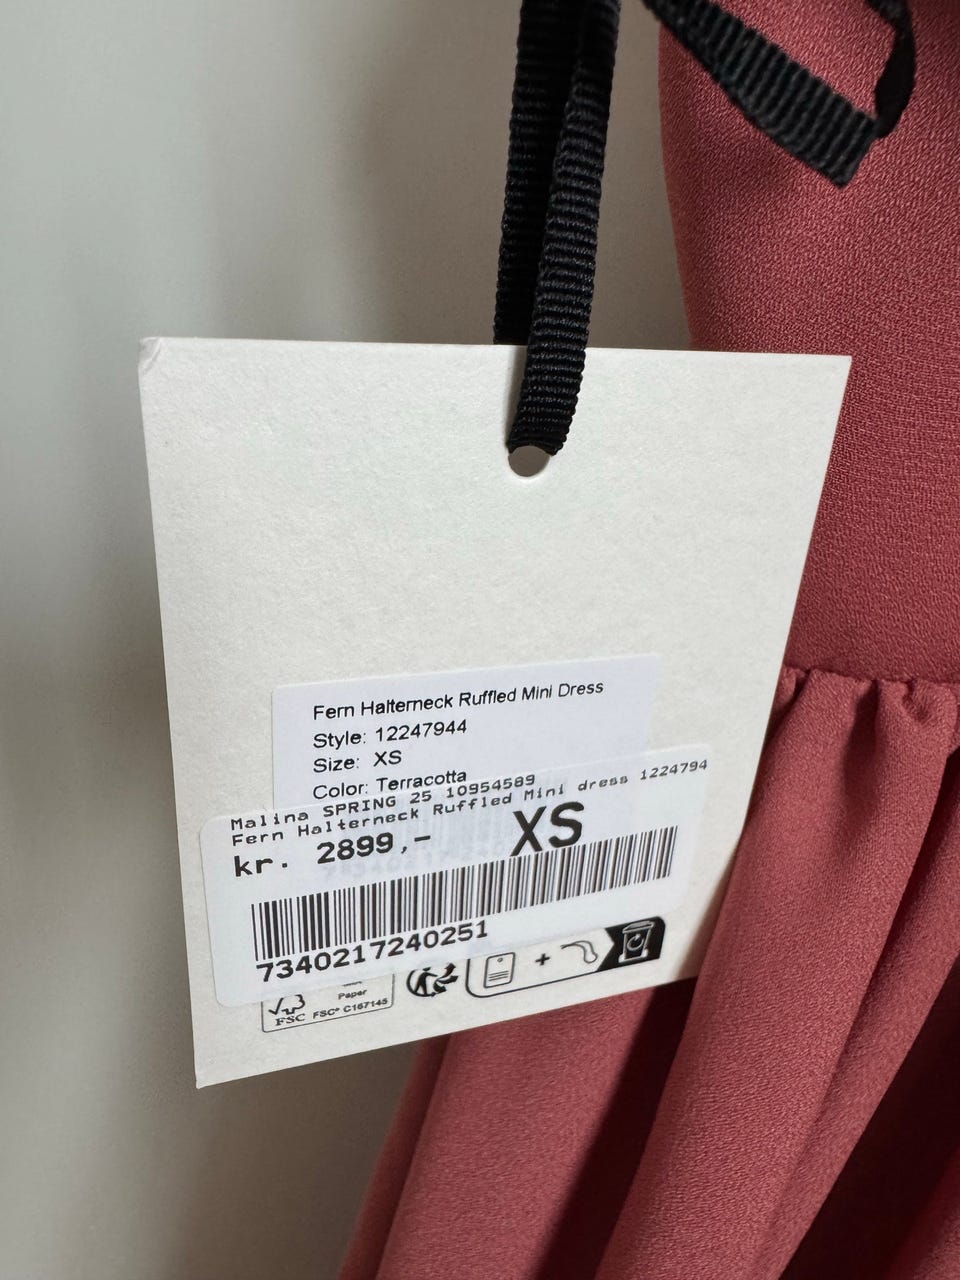 Fern Halterneck Ruffled Mini Dress
Style: 12247944
Size: XS
Color: Terracotta
Malina SPRING 25 10954589
Fern Halterneck Ruffled Mini dress 1224794
kr. 2899,-
XS
7340217240251
Paper
FSC FSC® C167145
+